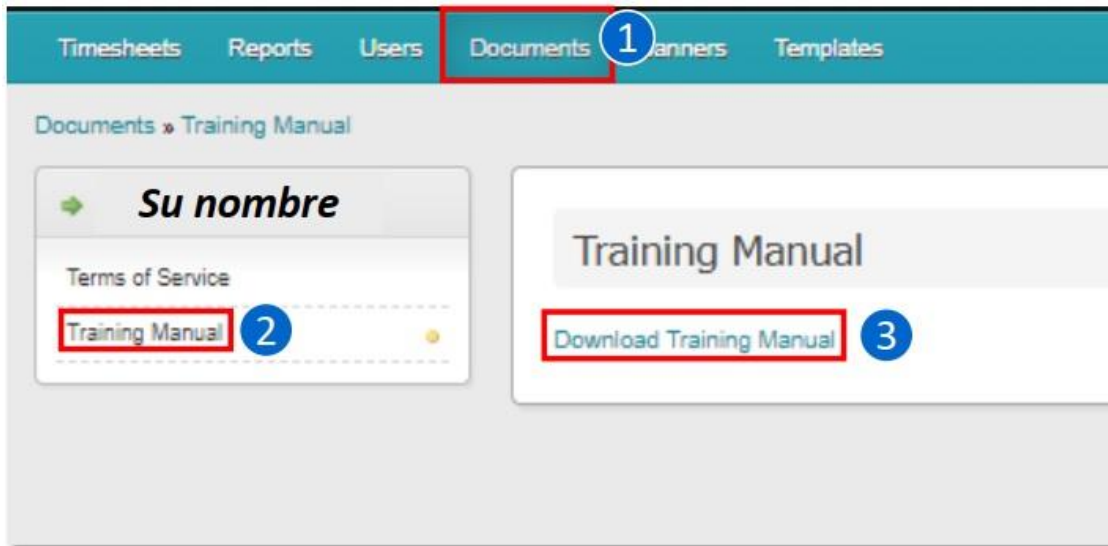 Timesheets Reports Users Documents 1 anners Templates
Documents » Training Manual
Su nombre
Terms of Service
Training Manual 2
Training Manual
Download Training Manual 3